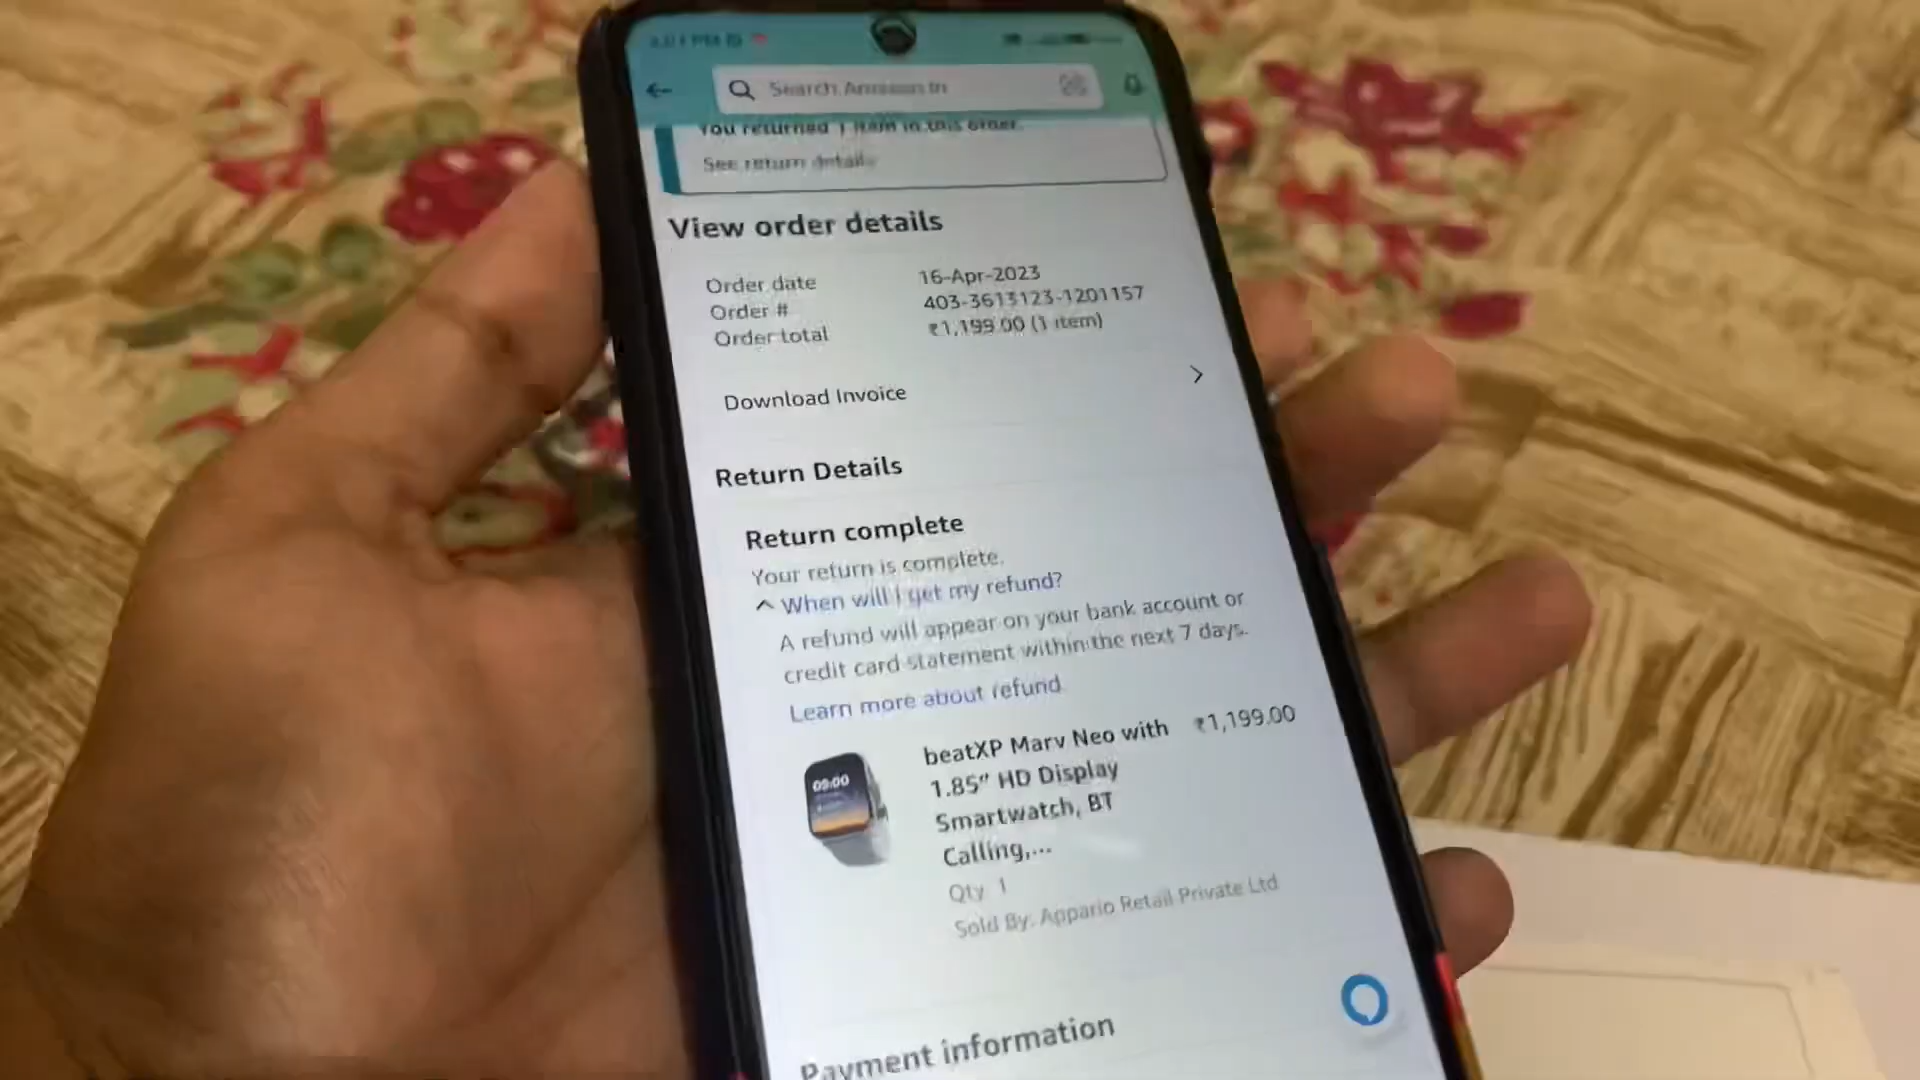 Search Amazon.in
You returned 1 item in this order.
See return details
View order details
Order date 16-Apr-2023
Order # 403-3613123-1201157
Order total ₹1,199.00 (1 item)
Download Invoice
Return Details
Return complete
Your return is complete.
When will I get my refund?
A refund will appear on your bank account or
credit card statement within the next 7 days.
Learn more about refund
beatXP Marv Neo with ₹1,199.00
1.85" HD Display
Smartwatch, BT
Calling,...
09:00
Qty 1
Sold By: Appario Retail Private Ltd
Payment information